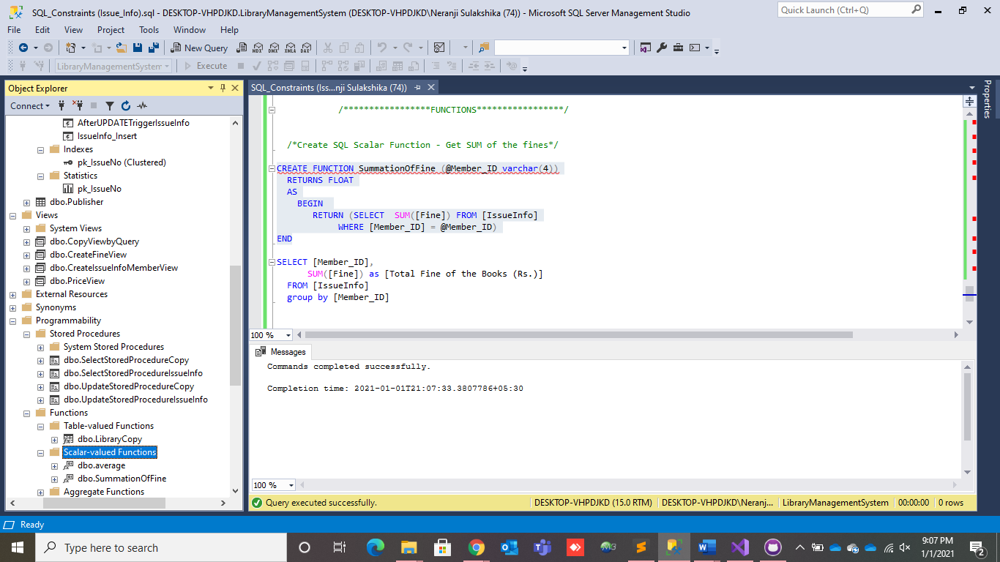 SQL_Constraints (Issue_Info).sql - DESKTOP-VHPDJKD.LibraryManagementSystem (DESKTOP-VHPDJKD\Neranji Sulakshika (74)) - Microsoft SQL Server Management Studio
Quick Launch (Ctrl+Q)
File Edit View Project Tools Window Help
New Query MDX DMX XMLA DAX
LibraryManagementSystem Execute
Object Explorer
Connect
AfterUPDATETriggerIssueInfo
IssueInfo_Insert
Indexes
pk_IssueNo (Clustered)
Statistics
pk_IssueNo
dbo.Publisher
Views
System Views
dbo.CopyViewbyQuery
dbo.CreateFineView
dbo.CreateIssueInfoMemberView
dbo.PriceView
External Resources
Synonyms
Programmability
Stored Procedures
System Stored Procedures
dbo.SelectStoredProcedureCopy
dbo.SelectStoredProcedureIssueInfo
dbo.UpdateStoredProcedureCopy
dbo.UpdateStoredProcedureIssueInfo
Functions
Table-valued Functions
dbo.LibraryCopy
Scalar-valued Functions
dbo.average
dbo.SummationOfFine
Aggregate Functions
SQL_Constraints (Iss...nji Sulakshika (74))
Properties
/*****************FUNCTIONS*****************/
/*Create SQL Scalar Function - Get SUM of the fines*/
CREATE FUNCTION SummationOfFine (@Member_ID varchar(4))
RETURNS FLOAT
AS
BEGIN
RETURN (SELECT SUM([Fine]) FROM [IssueInfo]
WHERE [Member_ID] = @Member_ID)
END
SELECT [Member_ID],
SUM([Fine]) as [Total Fine of the Books (Rs.)]
FROM [IssueInfo]
group by [Member_ID]
100 %
Messages
Commands completed successfully.
Completion time: 2021-01-01T21:07:33.3807786+05:30
100 %
Query executed successfully. DESKTOP-VHPDJKD (15.0 RTM) DESKTOP-VHPDJKD\Neranj... LibraryManagementSystem 00:00:00 0 rows
Ready
Type here to search
9:07 PM
1/1/2021
2